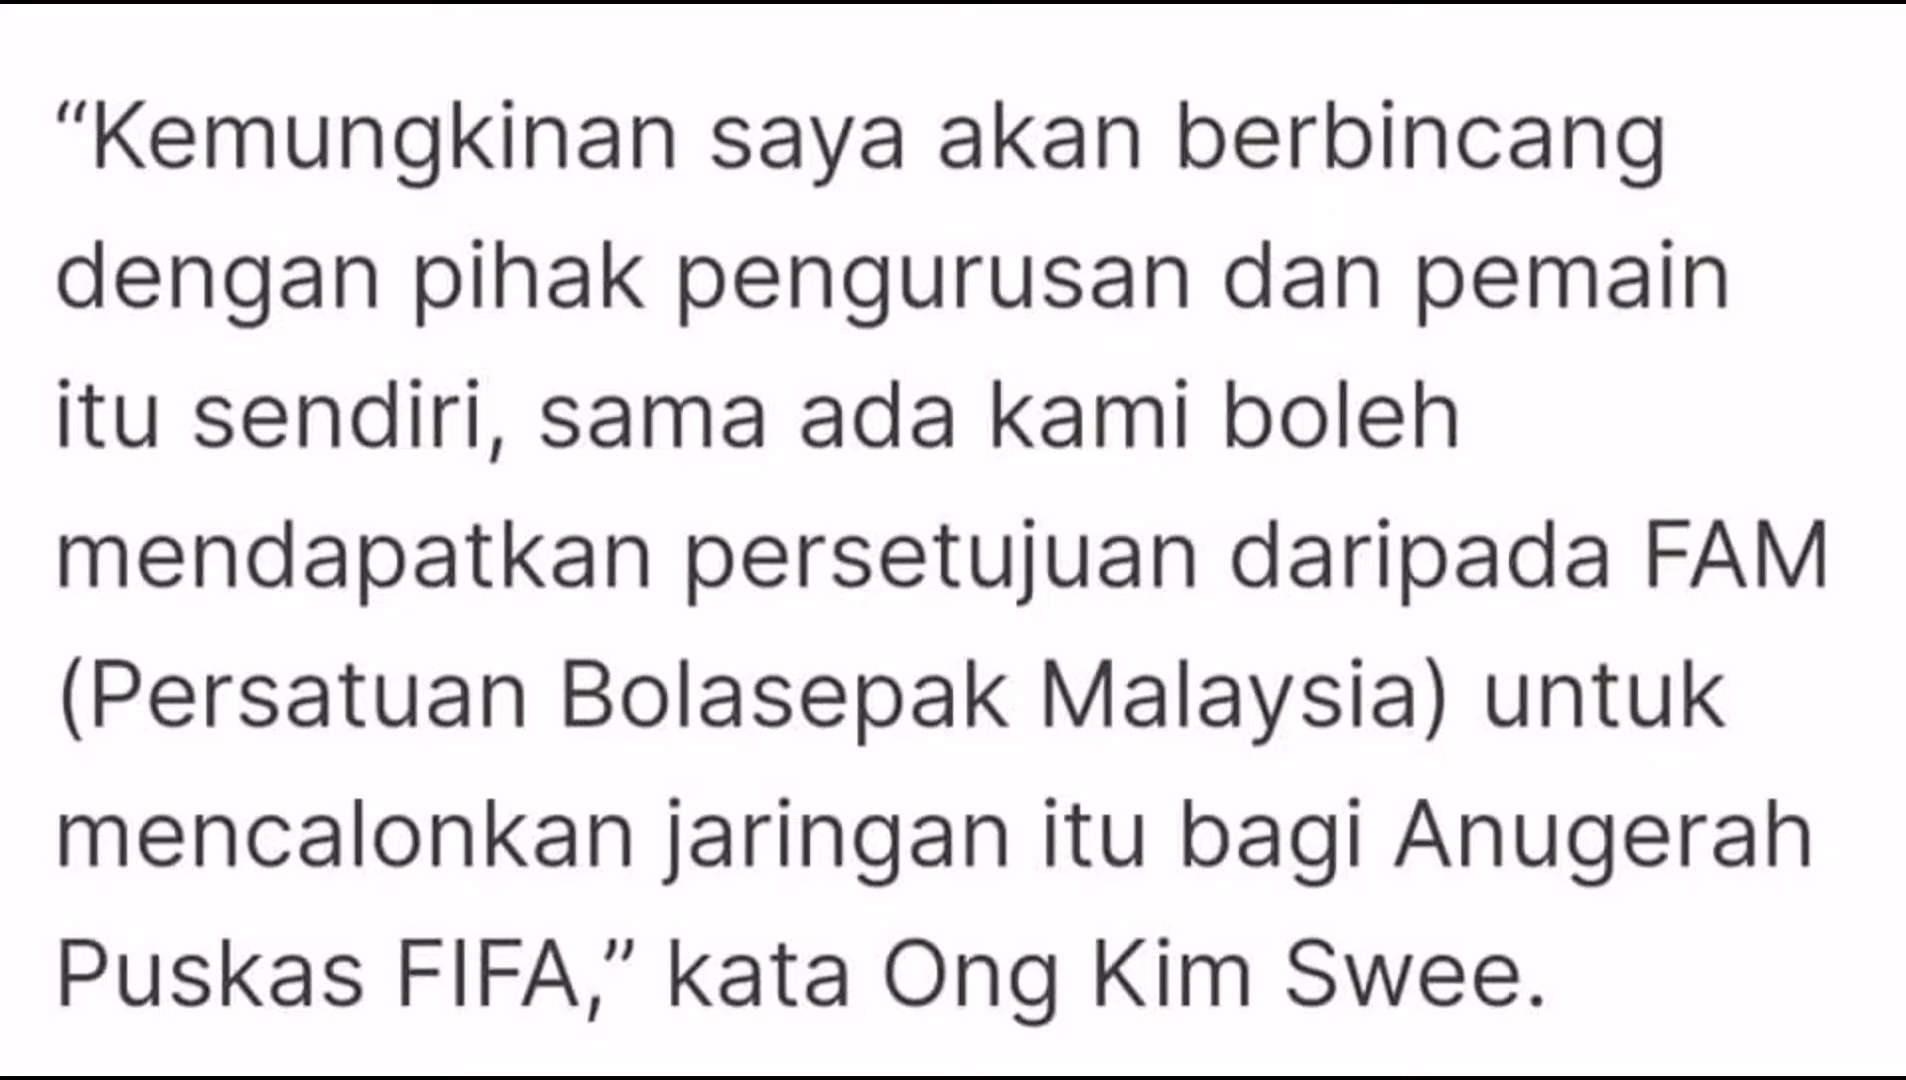 “Kemungkinan saya akan berbincang
dengan pihak pengurusan dan pemain
itu sendiri, sama ada kami boleh
mendapatkan persetujuan daripada FAM
(Persatuan Bolasepak Malaysia) untuk
mencalonkan jaringan itu bagi Anugerah
Puskas FIFA,” kata Ong Kim Swee.